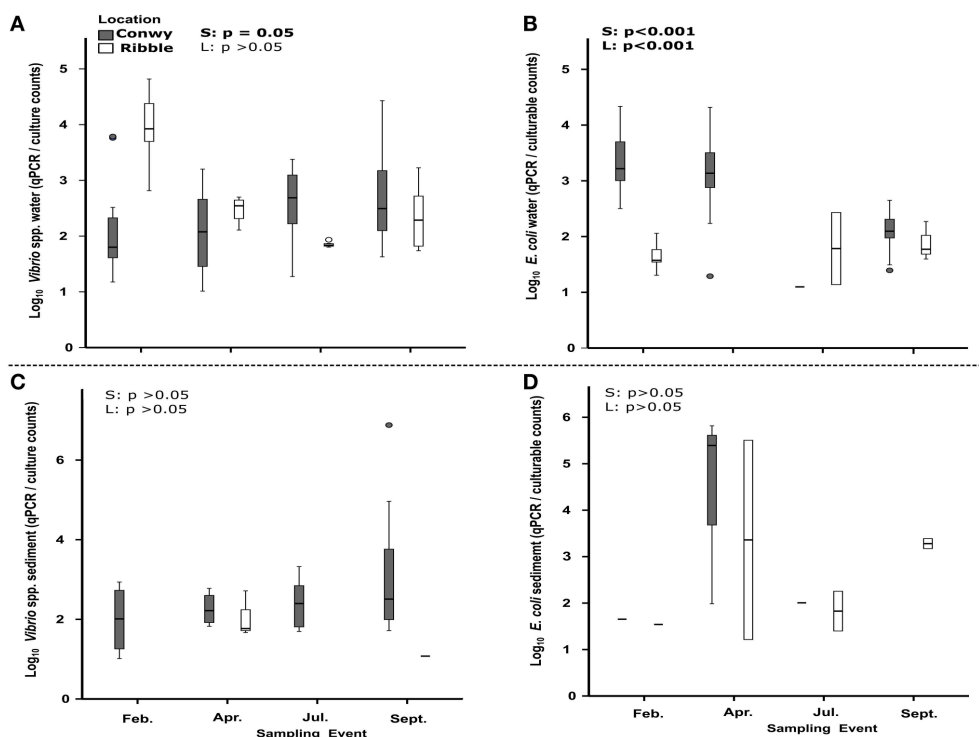 A
Location
Conwy
Ribble
S: p = 0.05
L: p >0.05
Log10 Vibrio spp. water (qPCR / culture counts)
5
4
3
2
1
0
B
S: p<0.001
L: p<0.001
Log10 E. coli water (qPCR / culturable counts)
5
4
3
2
1
0
C
S: p >0.05
L: p >0.05
Log10 Vibrio spp. sediment (qPCR / culture counts)
6
4
2
0
Feb.
Apr.
Jul.
Sept.
Sampling Event
D
S: p>0.05
L: p>0.05
Log10 E. coli sedimemt (qPCR / culturable counts)
6
5
4
3
2
1
0
Feb.
Apr.
Jul.
Sept.
Sampling Event